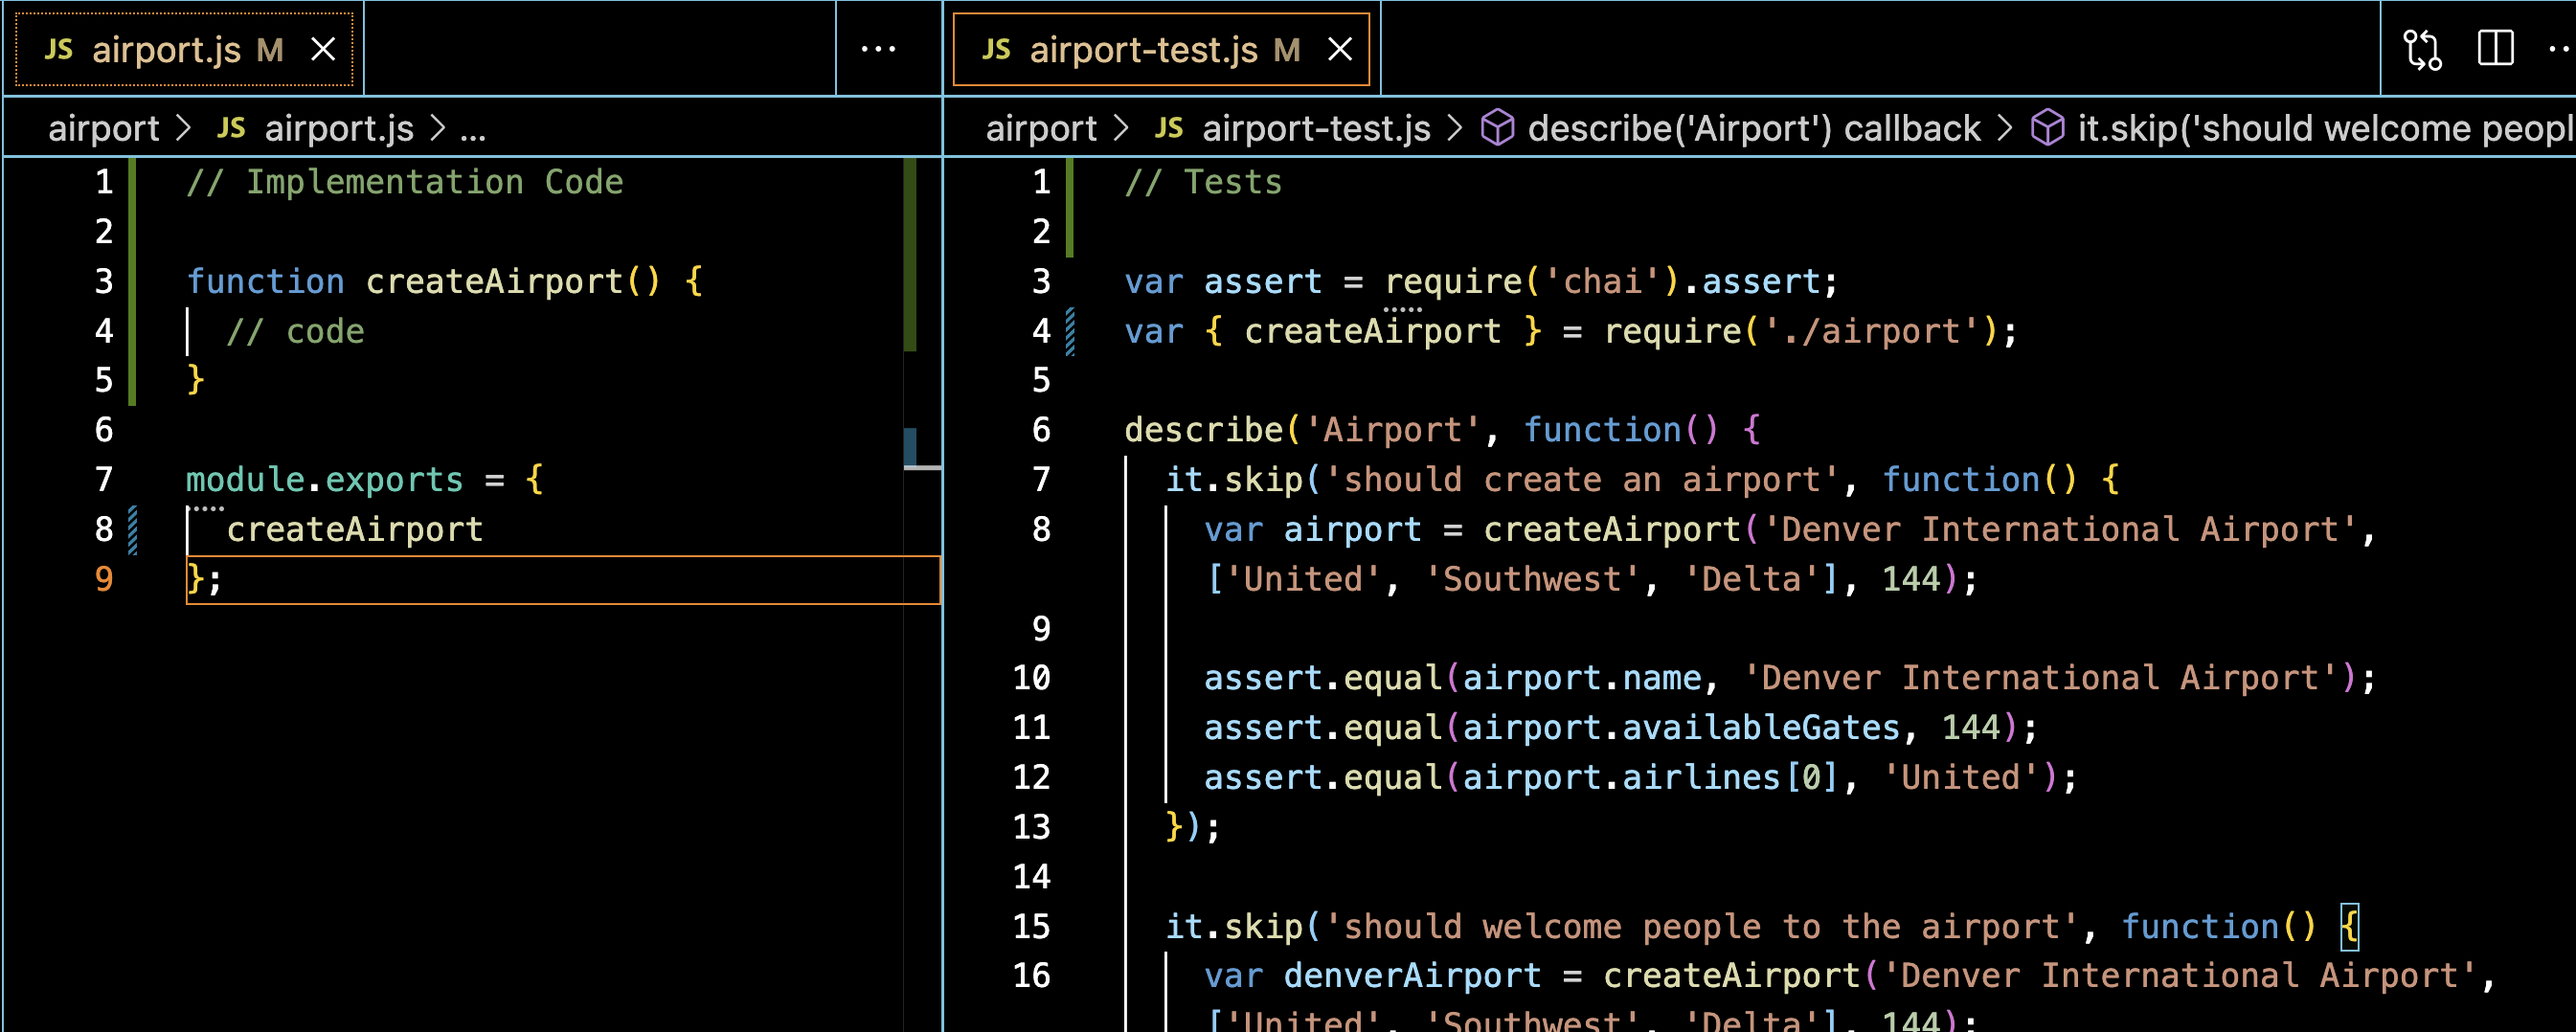 JS airport.js M
airport > JS airport.js > ...
1 // Implementation Code
2
3 function createAirport() {
4 // code
5 }
6
7 module.exports = {
8 createAirport
9 };
JS airport-test.js M
airport > JS airport-test.js > describe('Airport') callback > it.skip('should welcome peopl
1 // Tests
2
3 var assert = require('chai').assert;
4 var { createAirport } = require('./airport');
5
6 describe('Airport', function() {
7 it.skip('should create an airport', function() {
8 var airport = createAirport('Denver International Airport',
['United', 'Southwest', 'Delta'], 144);
9
10 assert.equal(airport.name, 'Denver International Airport');
11 assert.equal(airport.availableGates, 144);
12 assert.equal(airport.airlines[0], 'United');
13 });
14
15 it.skip('should welcome people to the airport', function() {
16 var denverAirport = createAirport('Denver International Airport',
['United', 'Southwest', 'Delta'], 144);